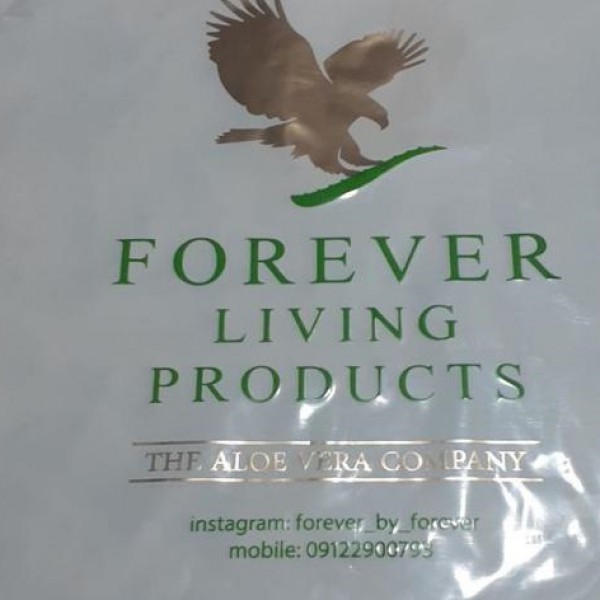 FOREVER
LIVING
PRODUCTS
THE ALOE VERA COMPANY
instagram: forever_by_forever
mobile: 09122900793